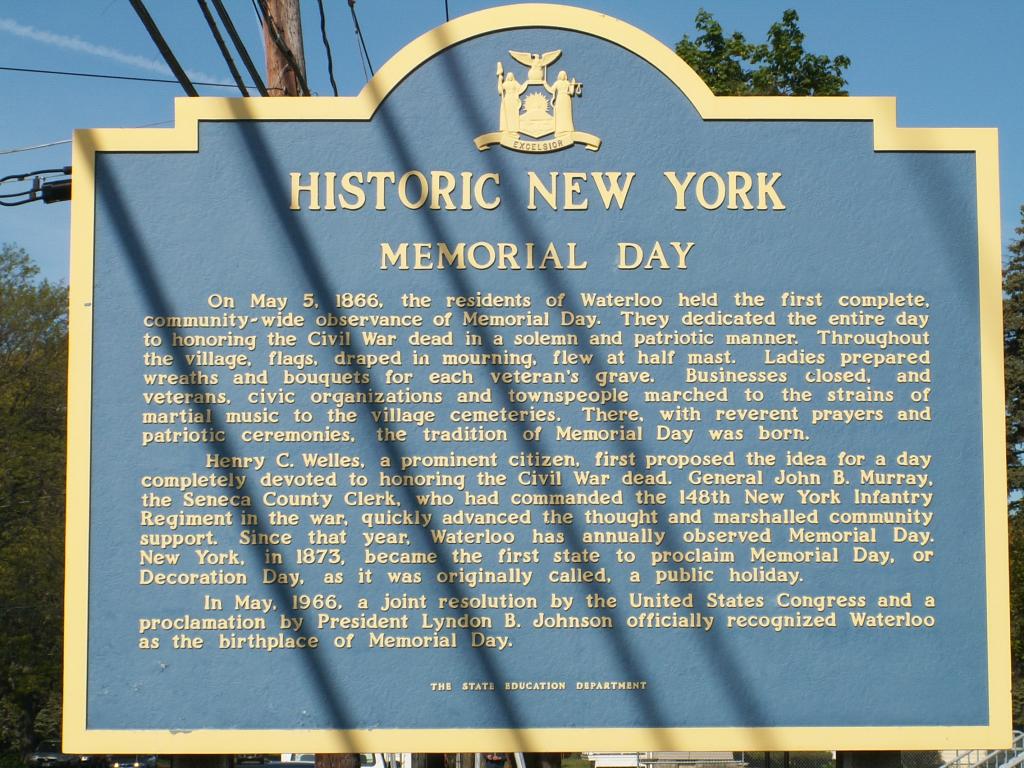 EXCELSIOR
HISTORIC NEW YORK
MEMORIAL DAY
On May 5, 1866, the residents of Waterloo held the first complete,
community-wide observance of Memorial Day. They dedicated the entire day
to honoring the Civil War dead in a solemn and patriotic manner. Throughout
the village, flags, draped in mourning, flew at half mast. Ladies prepared
wreaths and bouquets for each veteran's grave. Businesses closed, and
veterans, civic organizations and townspeople marched to the strains of
martial music to the village cemeteries. There, with reverent prayers and
patriotic ceremonies, the tradition of Memorial Day was born.
Henry C. Welles, a prominent citizen, first proposed the idea for a day
completely devoted to honoring the Civil War dead. General John B. Murray,
the Seneca County Clerk, who had commanded the 148th New York Infantry
Regiment in the war, quickly advanced the thought and marshalled community
support. Since that year, Waterloo has annually observed Memorial Day.
New York, in 1873, became the first state to proclaim Memorial Day, or
Decoration Day, as it was originally called, a public holiday.
In May, 1966, a joint resolution by the United States Congress and a
proclamation by President Lyndon B. Johnson officially recognized Waterloo
as the birthplace of Memorial Day.
THE STATE EDUCATION DEPARTMENT